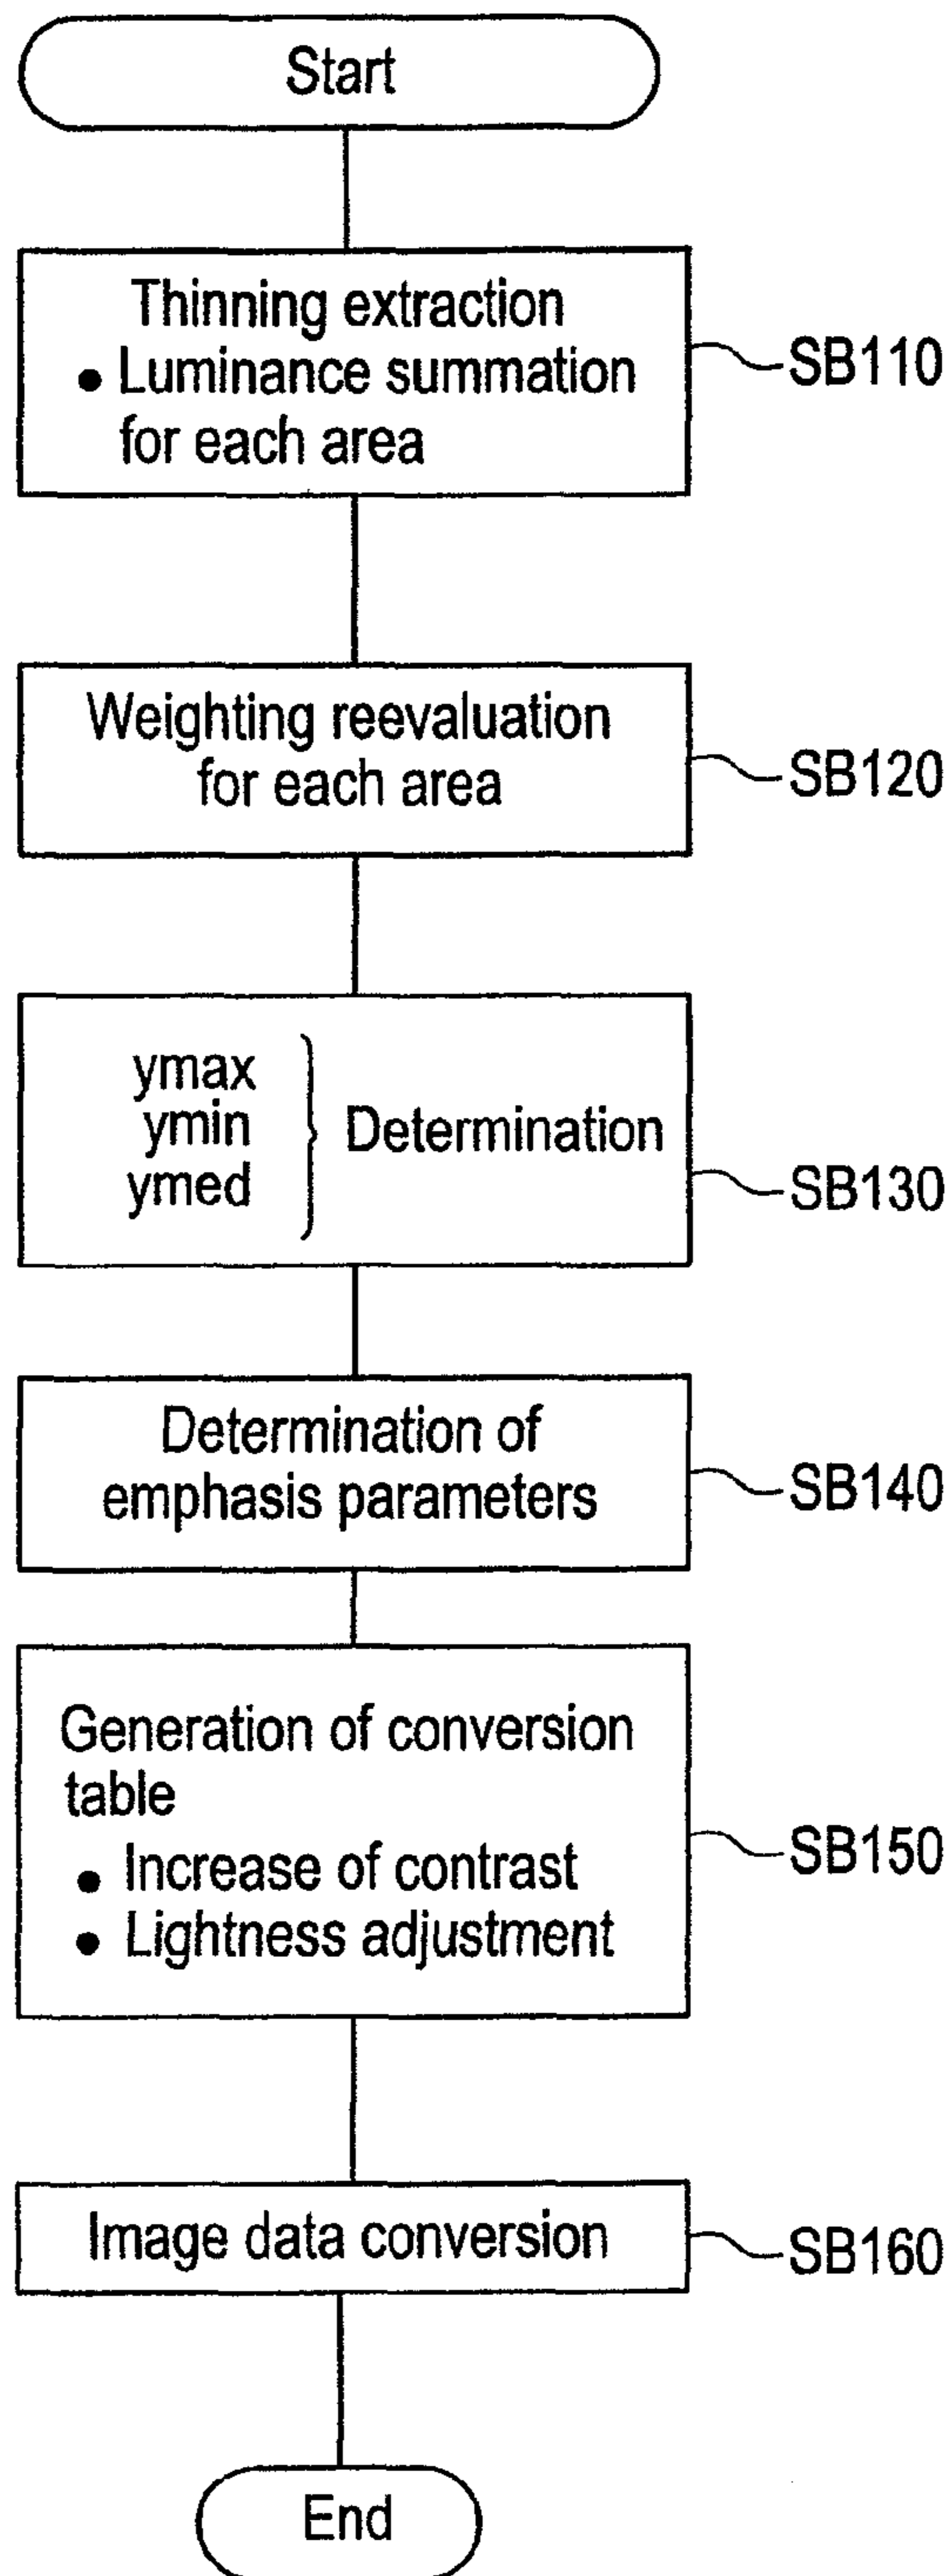 Start
Thinning extraction
• Luminance summation
for each area
SB110
Weighting reevaluation
for each area
SB120
ymax
ymin
ymed
Determination
SB130
Determination of
emphasis parameters
SB140
Generation of conversion
table
• Increase of contrast
• Lightness adjustment
SB150
Image data conversion
SB160
End